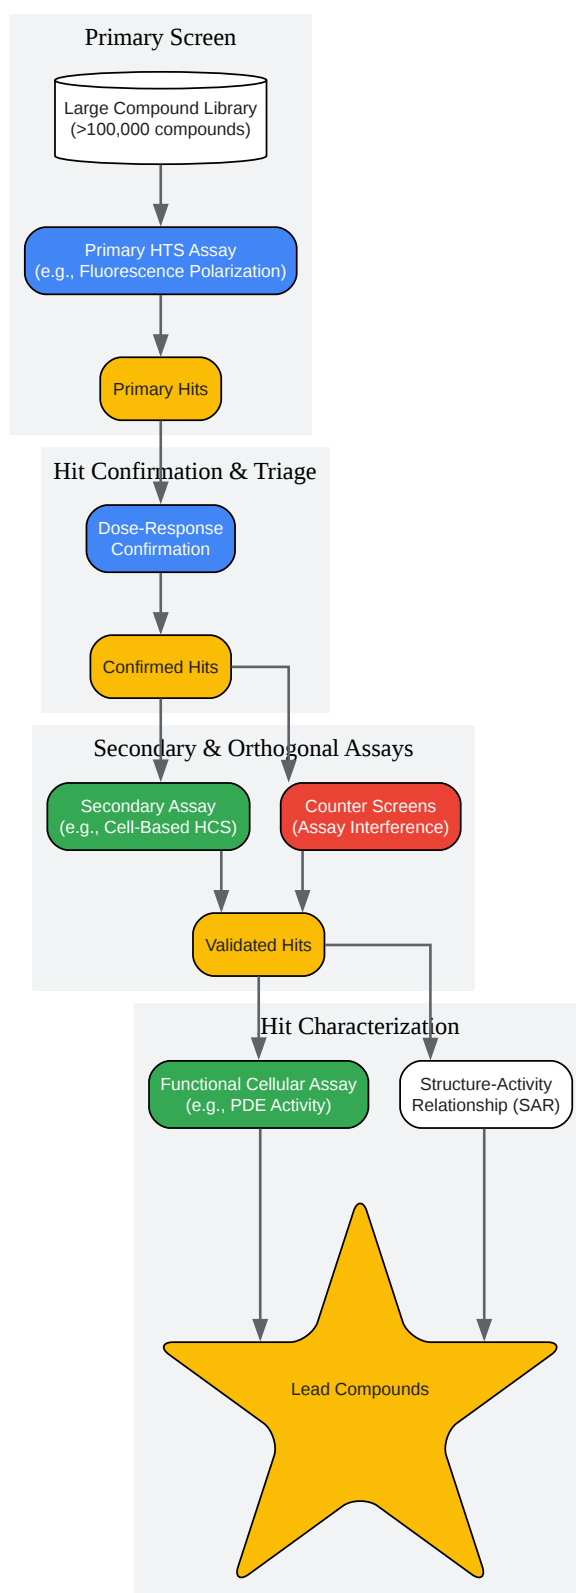 Primary Screen
Large Compound Library
(>100,000 compounds)
Primary HTS Assay
(e.g., Fluorescence Polarization)
Primary Hits
Hit Confirmation & Triage
Dose-Response
Confirmation
Confirmed Hits
Secondary & Orthogonal Assays
Secondary Assay
(e.g., Cell-Based HCS)
Counter Screens
(Assay Interference)
Validated Hits
Hit Characterization
Functional Cellular Assay
(e.g., PDE Activity)
Structure-Activity
Relationship (SAR)
Lead Compounds